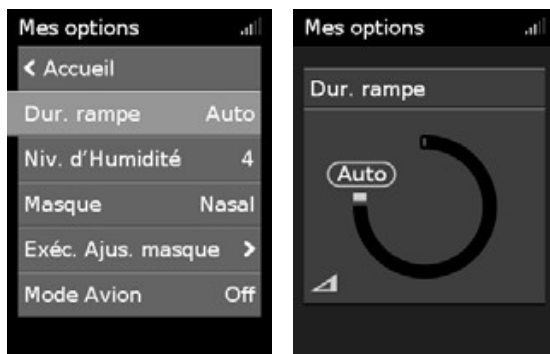 Mes options
< Accueil
Dur. rampe Auto
Niv. d'Humidité 4
Masque Nasal
Exéc. Ajus. masque >
Mode Avion Off
Mes options
Dur. rampe
Auto